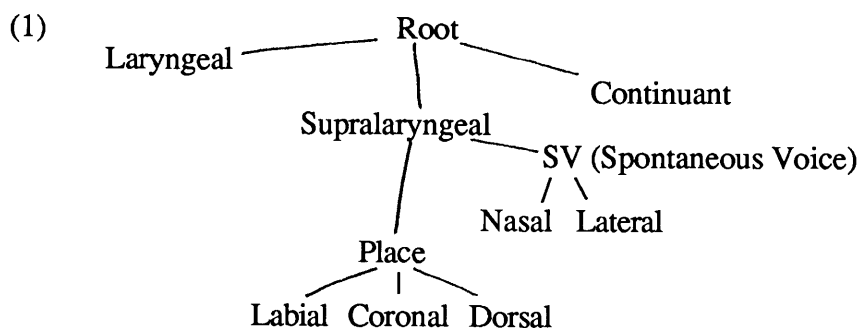 (1) Root
Laryngeal
Continuant
Supralaryngeal
SV (Spontaneous Voice)
Nasal Lateral
Place
Labial Coronal Dorsal